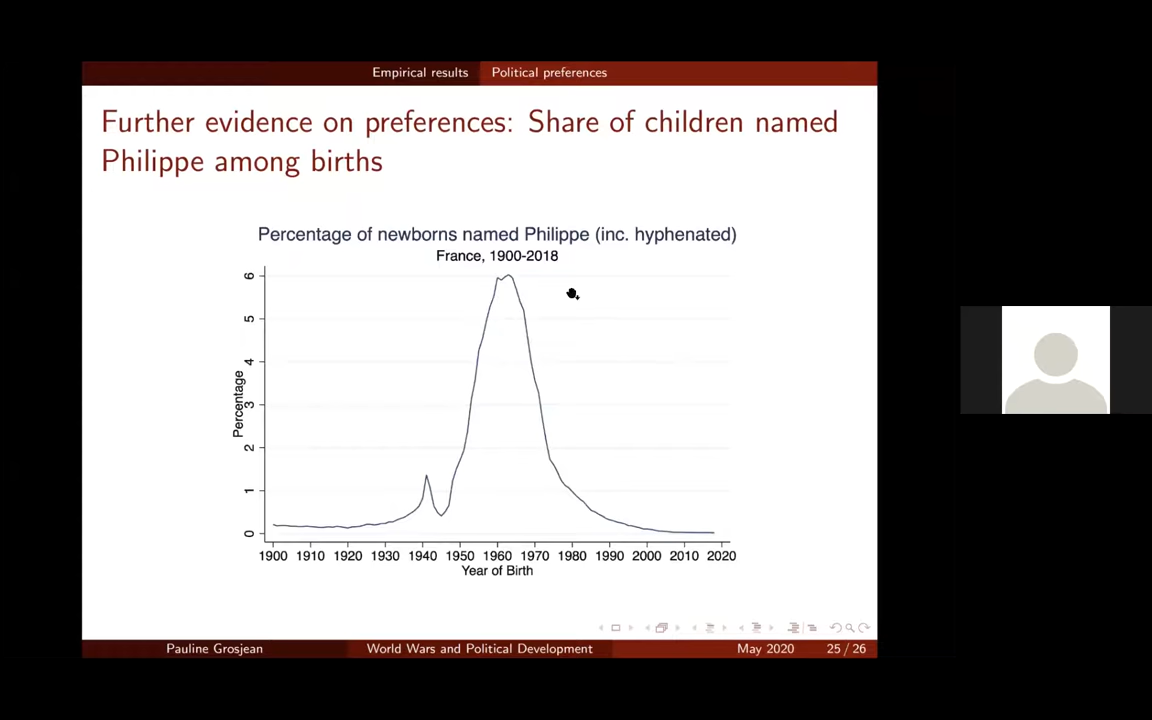 Empirical results Political preferences
Further evidence on preferences: Share of children named
Philippe among births
Percentage of newborns named Philippe (inc. hyphenated)
France, 1900-2018
Percentage
6
5
4
3
2
1
0
1900 1910 1920 1930 1940 1950 1960 1970 1980 1990 2000 2010 2020
Year of Birth
Pauline Grosjean World Wars and Political Development May 2020 25 / 26